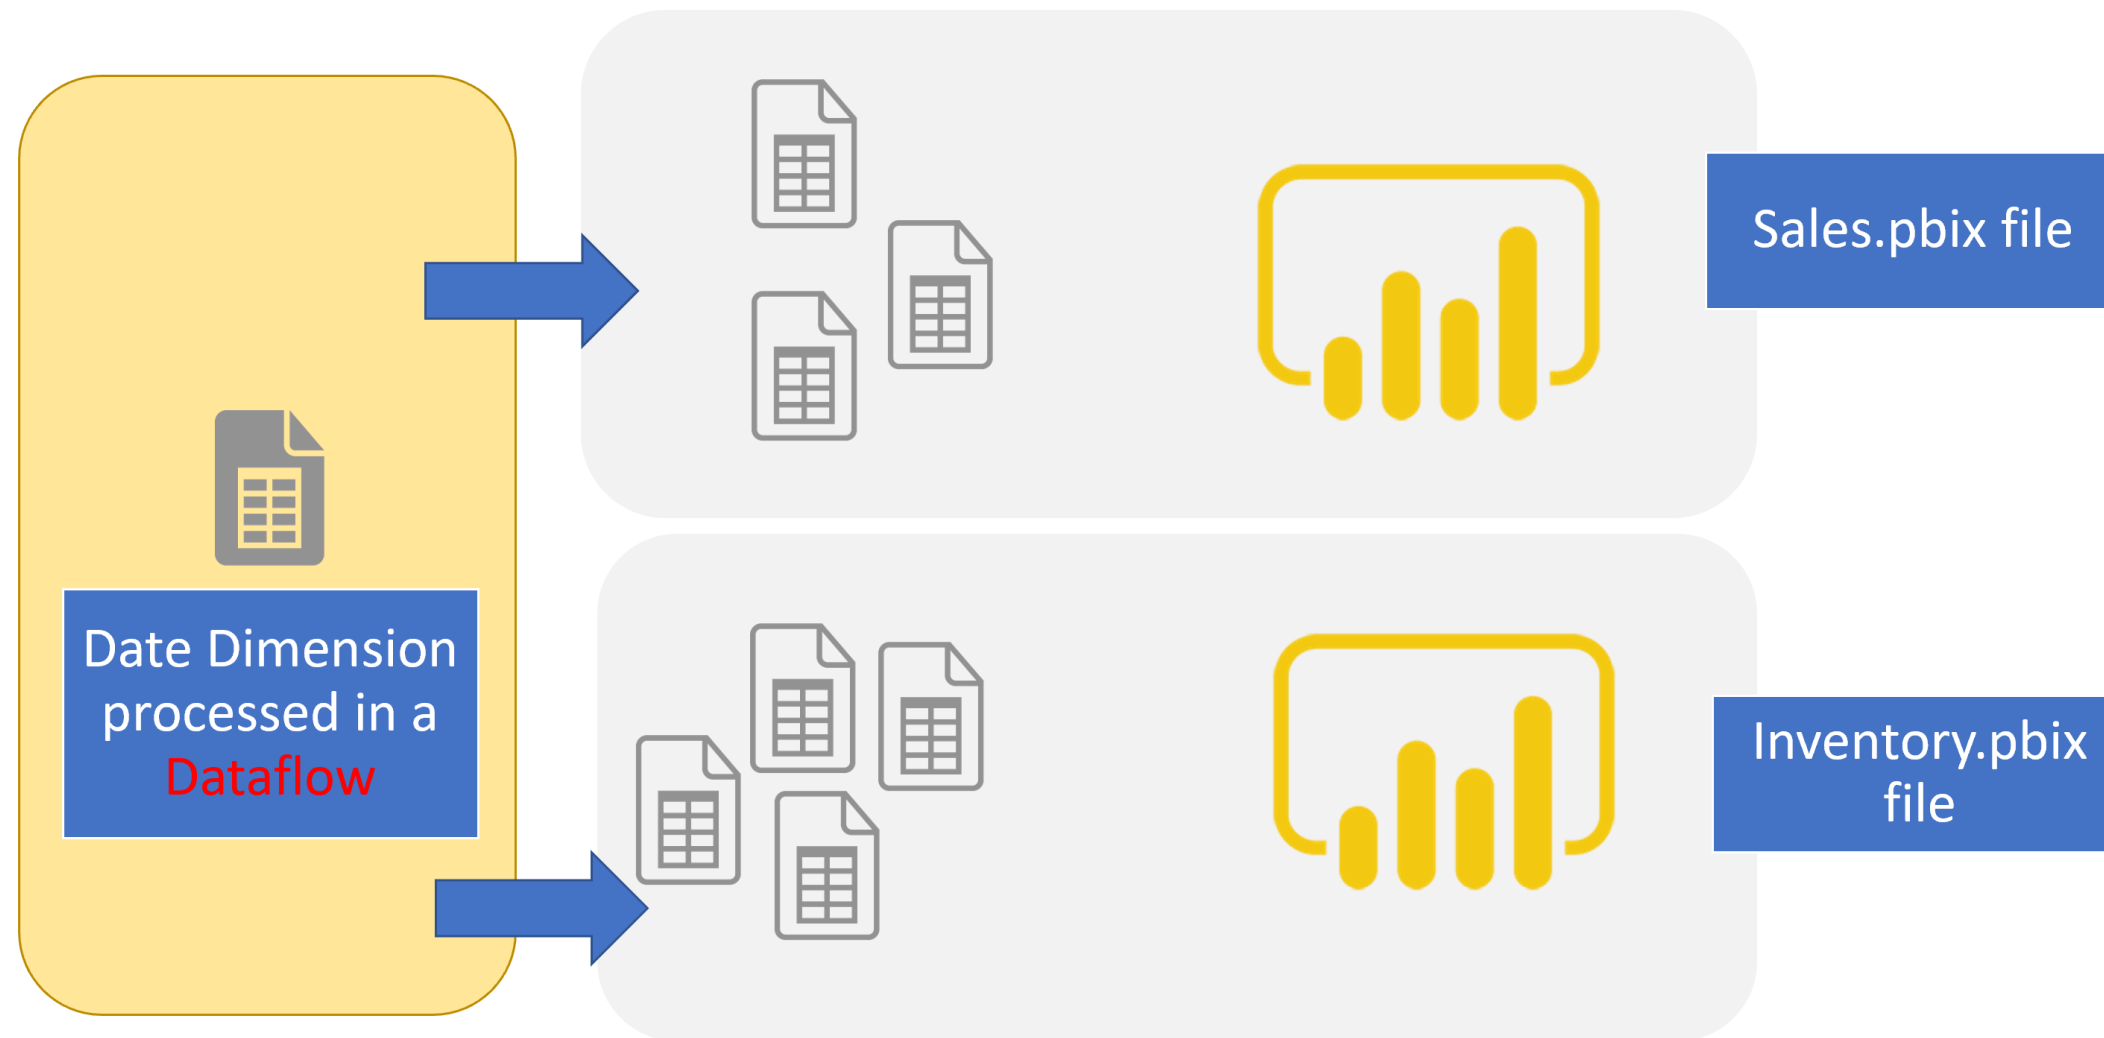 Sales.pbix file
Date Dimension
processed in a
Dataflow
Inventory.pbix
file